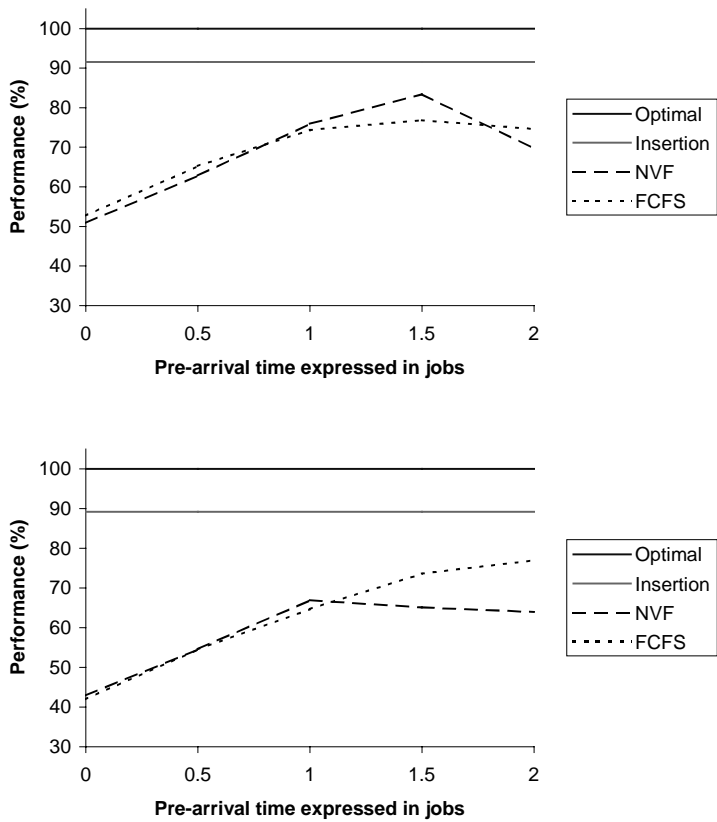 100
90
80
70
60
50
40
30
Performance (%)
0
0.5
1
1.5
2
Pre-arrival time expressed in jobs
Optimal
Insertion
NVF
FCFS
100
90
80
70
60
50
40
30
Performance (%)
0
0.5
1
1.5
2
Pre-arrival time expressed in jobs
Optimal
Insertion
NVF
FCFS